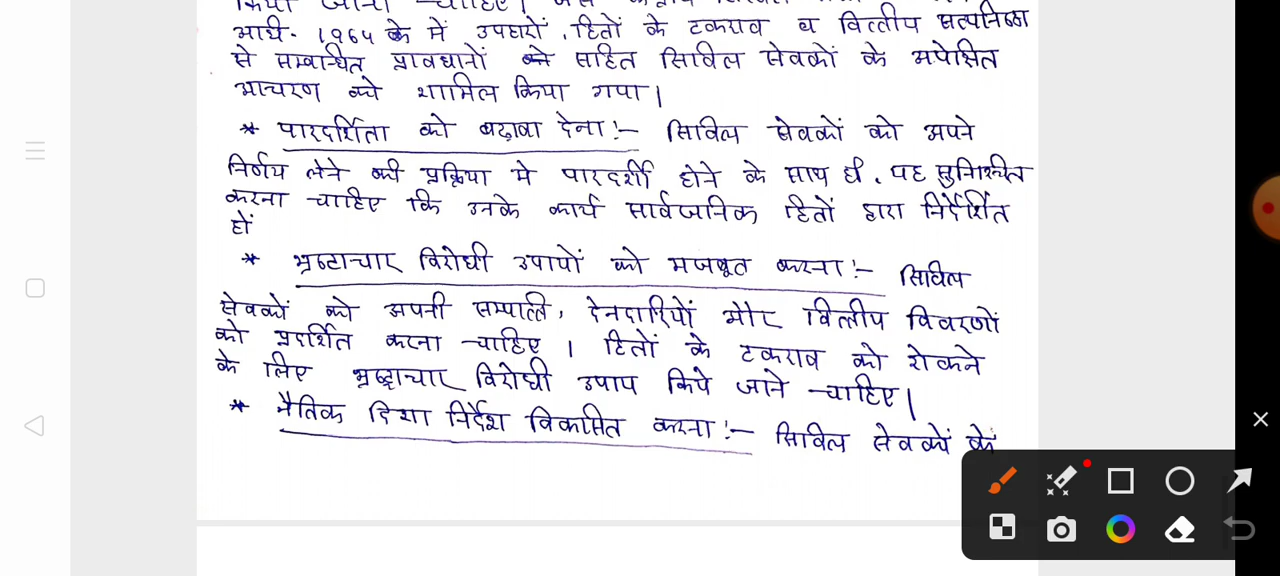 किया जाना चाहिए।
आधि. 1964 के में उपहारों, हितों के टकराव व वित्तीय सत्यनिष्ठा
से सम्बन्धित प्रावधानों सहित सिविल सेवकों के अपेक्षित
आचरण को शामिल किया गया।
* पारदर्शिता को बढ़ावा देना:- सिविल सेवकों को अपने
निर्णय लेने की प्रक्रिया मे पारदर्शी होने के साथ ही, यह सुनिश्चीत
करना चाहिए कि उनके कार्य सार्वजनिक हितों द्वारा निर्देशित
हों
* भ्रष्टाचार विरोधी उपायों को मजबूत करना:- सिविल
सेवकों को अपनी सम्पात्ति, देनदारियों और वित्तीय विवरणों
को प्रदर्शित करना चाहिए। हितों के टकराव को रोकने
के लिए भ्रष्टाचार विरोधी उपाय किये जाने चाहिए।
* नैतिक दिशा निर्देश विकसित करना:- सिविल सेवकों के